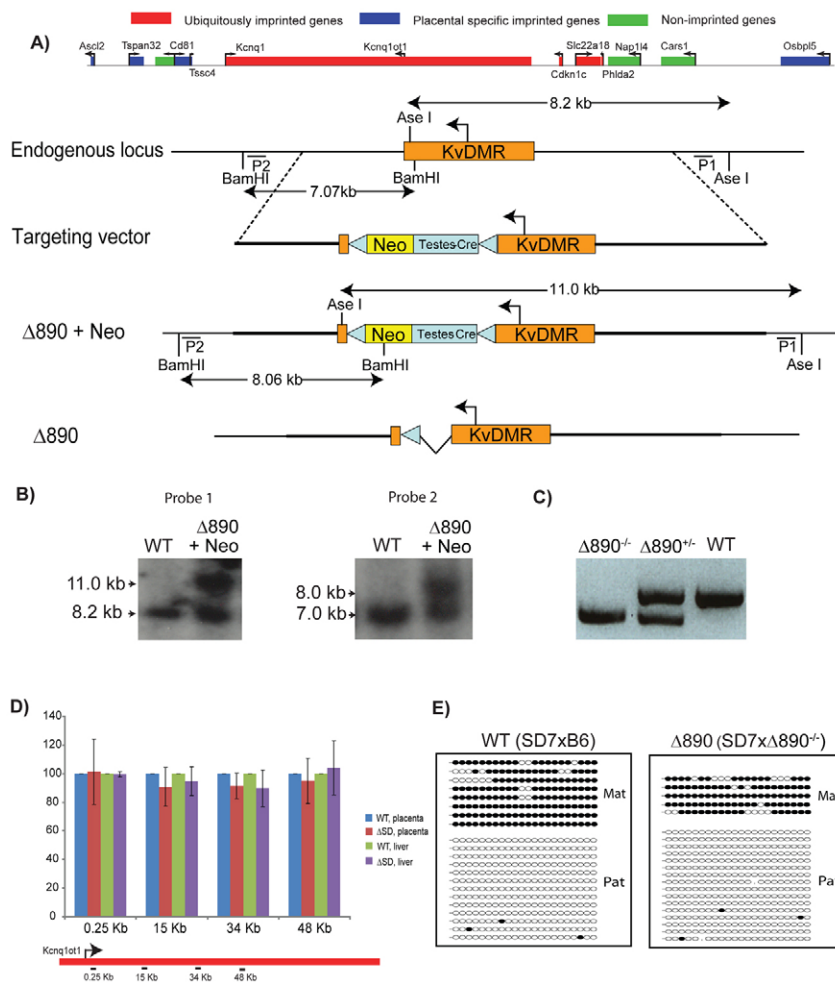 Ubiquitously imprinted genes Placental specific imprinted genes Non-imprinted genes
A)
Ascl2 Tspan32 Cd81 Tssc4 Kcnq1 Kcnq1ot1 Cdkn1c Slc22a18 Phlda2 Nap1l4 Cars1 Osbpl5
8.2 kb
Ase I
Endogenous locus KvDMR
P2 P1
BamHI BamHI Ase I
7.07kb
Targeting vector Neo Testes-Cre KvDMR
11.0 kb
Ase I
Δ890 + Neo Neo Testes-Cre KvDMR
P2 P1
BamHI BamHI Ase I
8.06 kb
Δ890 KvDMR
B)
Probe 1
WT Δ890 + Neo
11.0 kb
8.2 kb
Probe 2
WT Δ890 + Neo
8.0 kb
7.0 kb
C)
Δ890-/- Δ890+/- WT
D)
140
120
100
80
60
40
20
0
0.25 Kb 15 Kb 34 Kb 48 Kb
WT, placenta
ΔSD, placenta
WT, liver
ΔSD, liver
Kcnq1ot1
0.25 Kb 15 Kb 34 Kb 48 Kb
E)
WT (SD7xB6)
Mat
Pat
Δ890 (SD7xΔ890-/-)
Ma
Pa